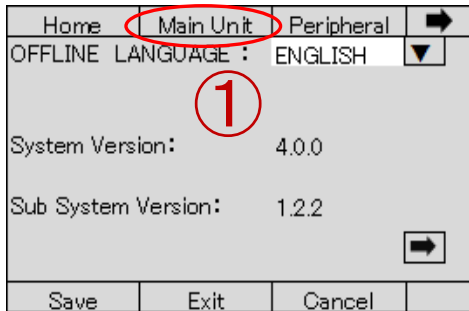 Home Main Unit Peripheral ➡
OFFLINE LANGUAGE : ENGLISH ▼
①
System Version: 4.0.0
Sub System Version: 1.2.2
➡
Save Exit Cancel